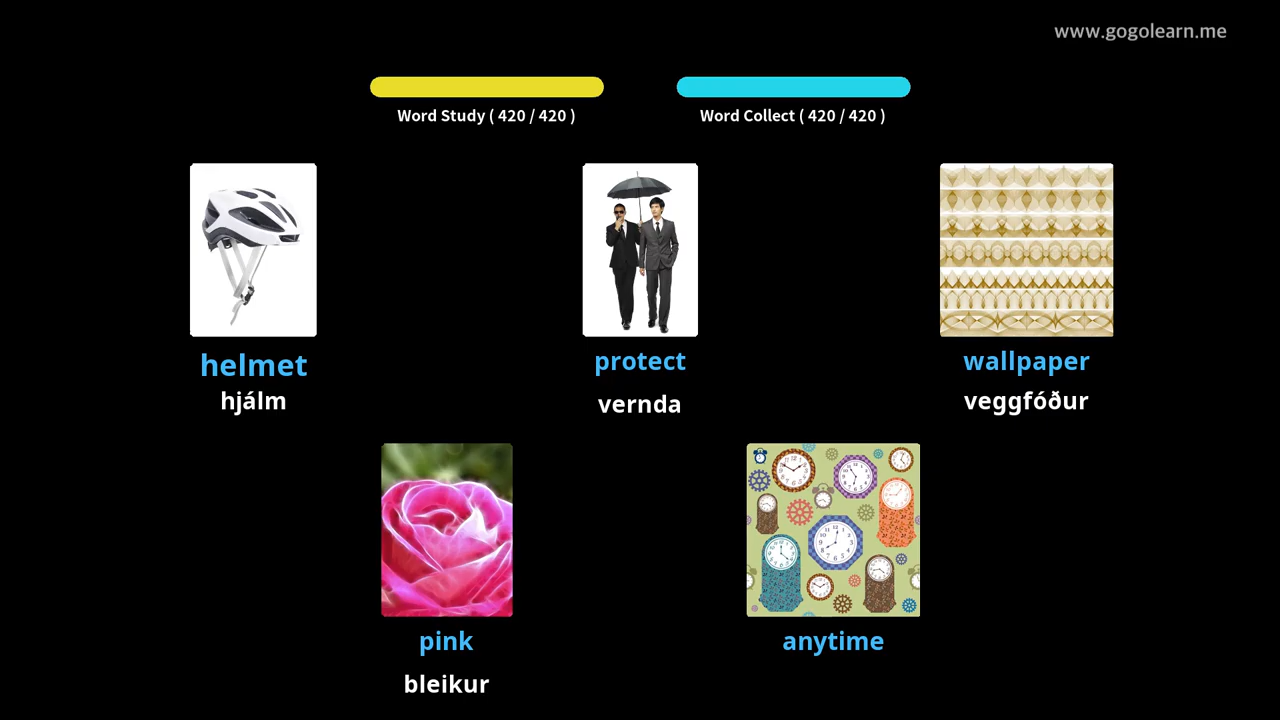 www.gogolearn.me
Word Study ( 420 / 420 )
Word Collect ( 420 / 420 )
helmet
hjálm
protect
vernda
wallpaper
veggfóður
pink
bleikur
anytime